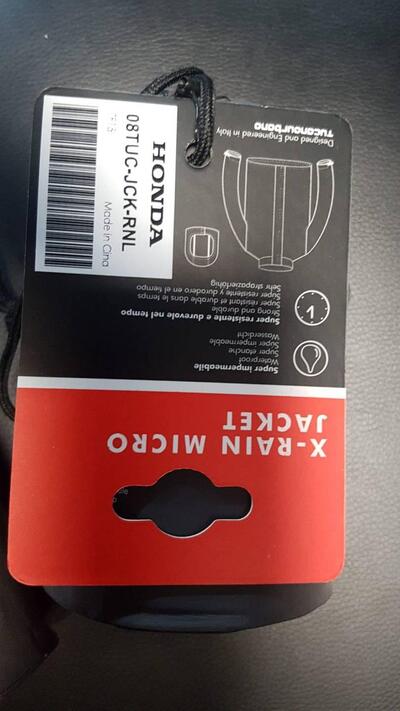 X-RAIN MICRO
JACKET
Super impermeabile
Waterproof
Super étanche
Super impermeable
Wasserdicht
Super resistente e durevole nel tempo
Strong and durable
Super résistant et durable dans le temps
Super resistente y duradero en el tiempo
Sehr strapazierfähig
1
Designed and Engineered in Italy
Tucanourbano
HONDA
08TUC-JCK-RNL
Made in Cina